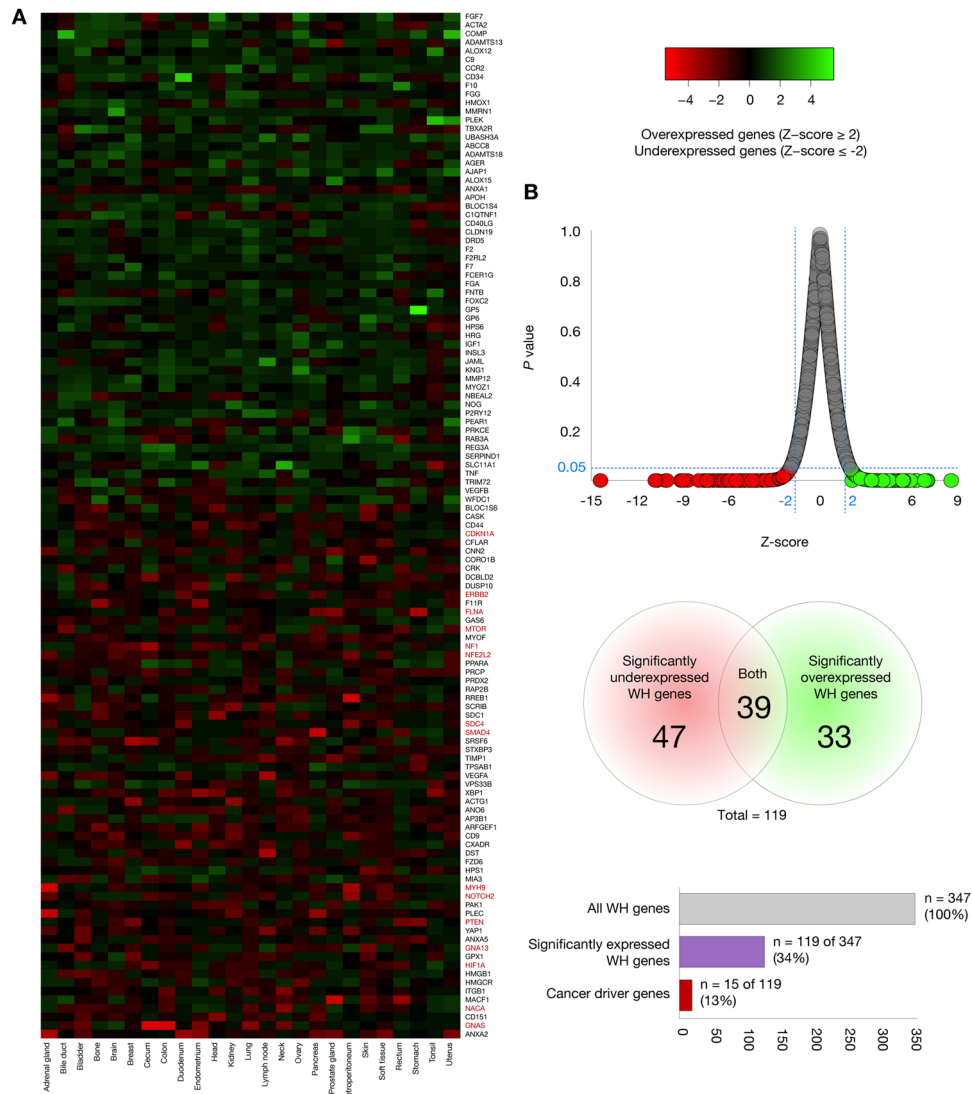 A
FGF7
ACTA2
COMP
ADAMTS13
ALOX12
C9
CCR2
CD34
F10
FGG
HMOX1
MMRN1
PLEK
TBXA2R
UBASH3A
ABCC8
ADAMTS18
AGER
AJAP1
ALOX15
ANXA1
APOH
BLOC1S4
C1QTNF1
CD40LG
CLDN19
DRD5
F2
F2RL2
F7
FCER1G
FGA
FNTB
FOXC2
GP5
GP6
HPS6
HRG
IGF1
INSL3
JAML
KNG1
MMP12
MYOZ1
NBEAL2
NOG
P2RY12
PEAR1
PRKCE
RAB3A
REG3A
SERPIND1
SLC11A1
TNF
TRIM72
VEGFB
WFDC1
BLOC1S6
CASK
CD44
CDKN1A
CFLAR
CNN2
CORO1B
CRK
DCBLD2
DUSP10
ERBB2
F11R
FLNA
GAS6
MTOR
MYOF
NF1
NFE2L2
PPARA
PRCP
PRDX2
RAP2B
RREB1
SCRIB
SDC1
SDC4
SMAD4
SRSF6
STXBP3
TIMP1
TPSAB1
VEGFA
VPS33B
XBP1
ACTG1
ANO6
AP3B1
ARFGEF1
CD9
CXADR
DST
FZD6
HPS1
MIA3
MYH9
NOTCH2
PAK1
PLEC
PTEN
YAP1
ANXA5
GNA13
GPX1
HIF1A
HMGB1
HMGCR
ITGB1
MACF1
NACA
CD151
GNAS
ANXA2
Adrenal gland
Bile duct
Bladder
Bone
Brain
Breast
Cecum
Colon
Duodenum
Endometrium
Head
Kidney
Lung
Lymph node
Neck
Ovary
Pancreas
Prostate gland
etroperitoneum
Skin
Soft tissue
Rectum
Stomach
Tonsil
Uterus
−4 −2 0 2 4
Overexpressed genes (Z−score ≥ 2)
Underexpressed genes (Z−score ≤ -2)
B
1.0
0.8
0.6
0.4
0.2
0.05
P value
-15 -12 -9 -6 -2 0 2 6 9
Z-score
Significantly
underexpressed
WH genes
47
Both
39
Significantly
overexpressed
WH genes
33
Total = 119
All WH genes
n = 347
(100%)
Significantly expressed
WH genes
n = 119 of 347
(34%)
Cancer driver genes
n = 15 of 119
(13%)
0 50 100 150 200 250 300 350